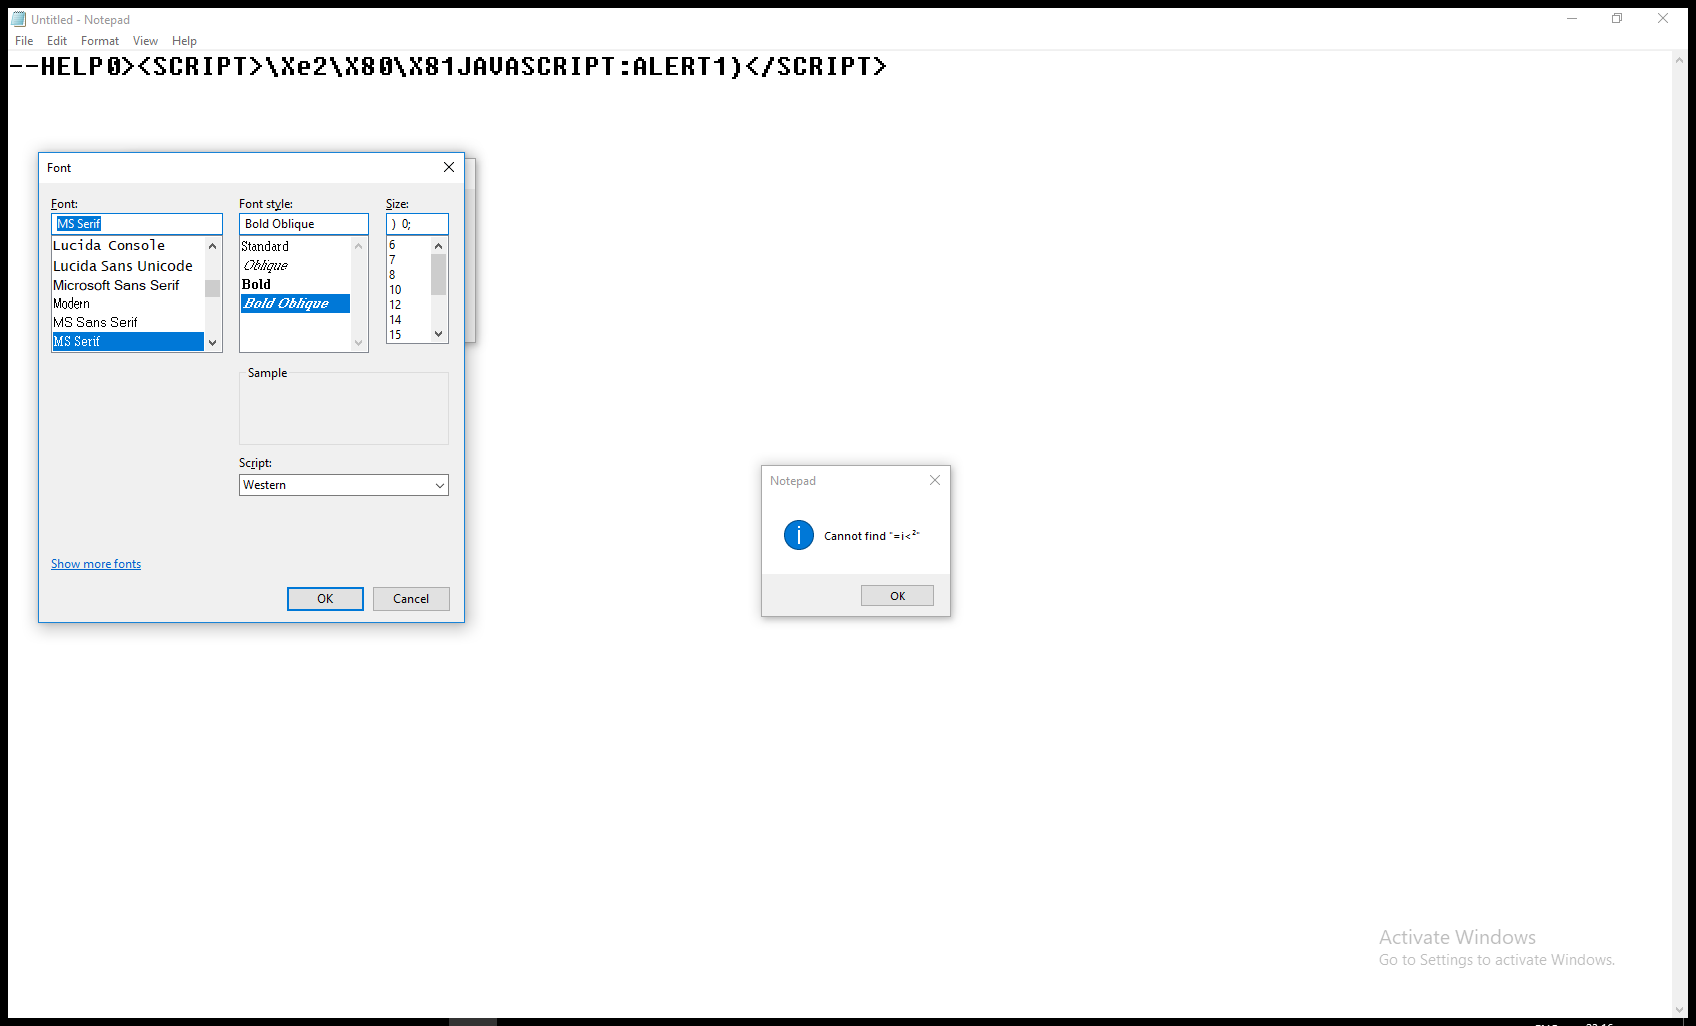 Untitled - Notepad
File Edit Format View Help
--HELP0><SCRIPT>\Xe2\X80\X81JAVASCRIPT:ALERT1)</SCRIPT>
Font
Font:
MS Serif
Lucida Console
Lucida Sans Unicode
Microsoft Sans Serif
Modern
MS Sans Serif
MS Serif
Font style:
Bold Oblique
Standard
Oblique
Bold
Bold Oblique
Size:
) 0;
6
7
8
10
12
14
15
Sample
Script:
Western
Show more fonts
OK Cancel
Notepad
Cannot find "=i<²"
OK
Activate Windows
Go to Settings to activate Windows.